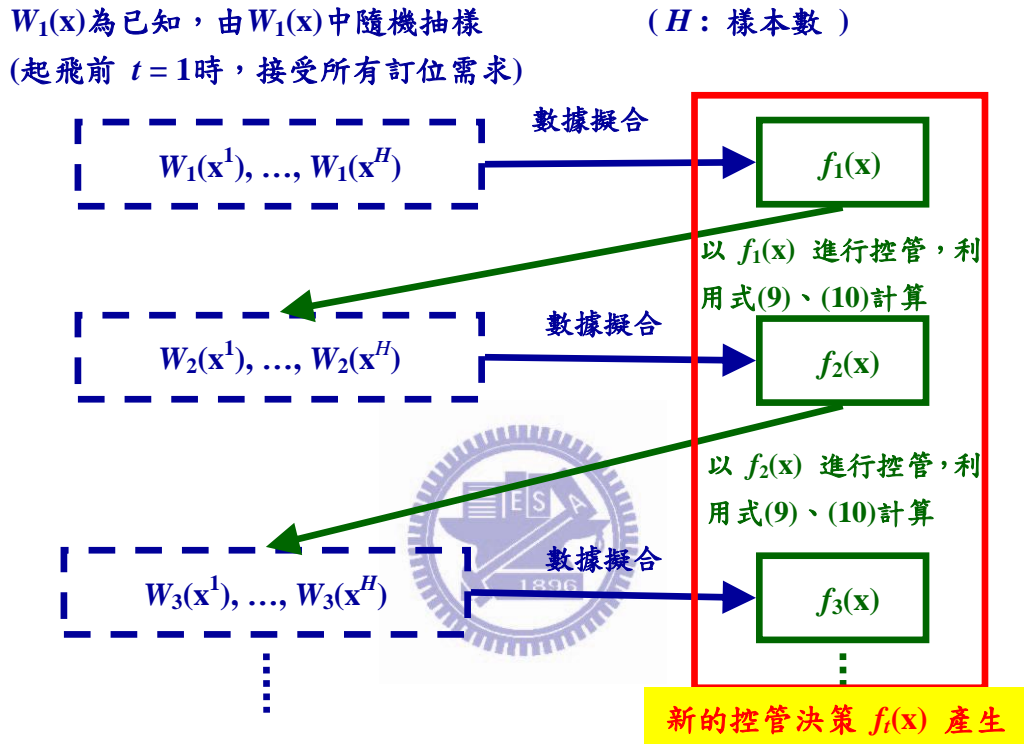 W₁(x)為已知，由W₁(x)中隨機抽樣 ( H : 樣本數 )
(起飛前 t = 1時，接受所有訂位需求)
數據擬合
W₁(x¹), …, W₁(xᴴ)
f₁(x)
以 f₁(x) 進行控管，利
用式(9)、(10)計算
數據擬合
W₂(x¹), …, W₂(xᴴ)
f₂(x)
以 f₂(x) 進行控管，利
用式(9)、(10)計算
ES A
數據擬合
1896
W₃(x¹), …, W₃(xᴴ)
f₃(x)
新的控管決策 fₜ(x) 產生